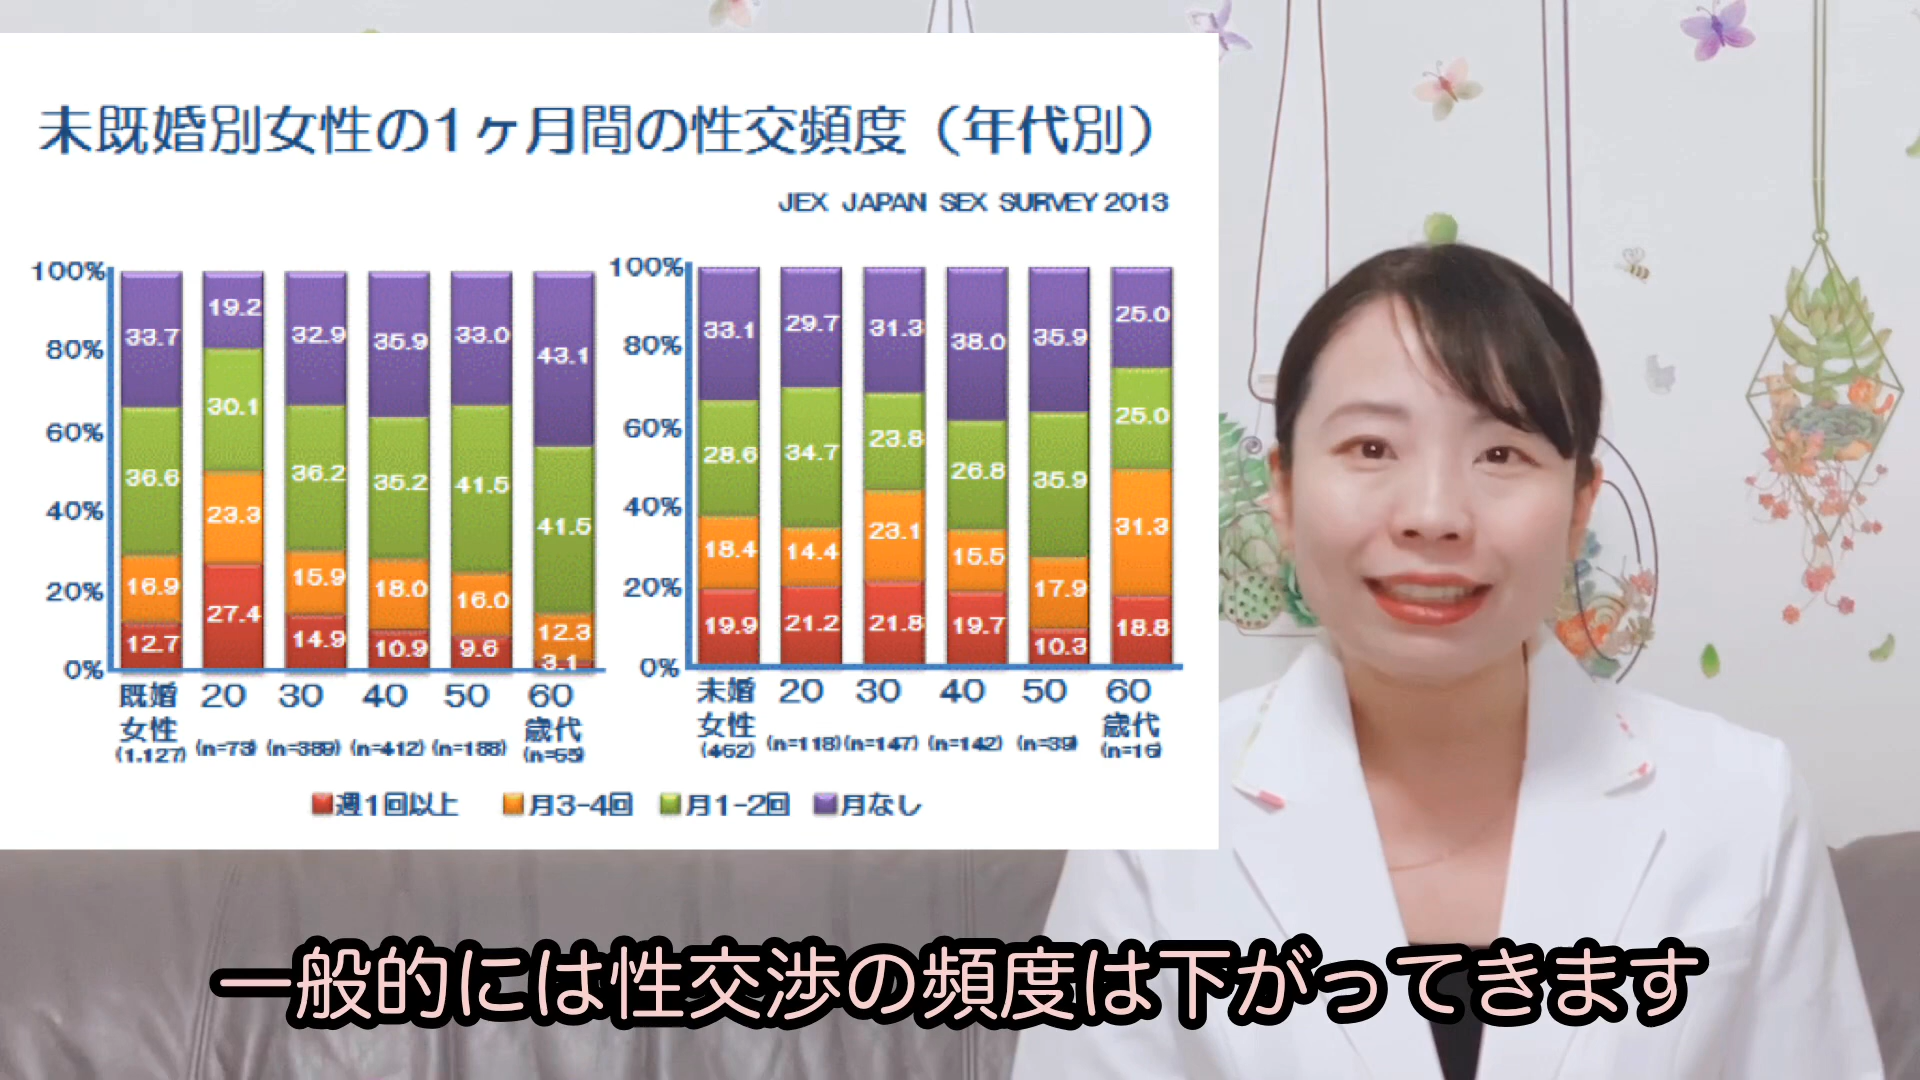 未既婚別女性の1ヶ月間の性交頻度（年代別）
JEX JAPAN SEX SURVEY 2013
100% 80% 60% 40% 20% 0%
33.7 36.6 16.9 12.7
19.2 30.1 23.3 27.4
32.9 36.2 15.9 14.9
35.9 35.2 18.0 10.9
33.0 41.5 16.0 9.6
43.1 41.5 12.3 3.1
既婚女性 20 30 40 50 60歳代
(1,127) (n=73) (n=389) (n=412) (n=188) (n=65)
100% 80% 60% 40% 20% 0%
33.1 28.6 18.4 19.9
29.7 34.7 14.4 21.2
31.3 23.8 23.1 21.8
38.0 26.8 15.5 19.7
35.9 35.9 17.9 10.3
25.0 25.0 31.3 18.8
未婚女性 20 30 40 50 60歳代
(462) (n=118) (n=147) (n=142) (n=39) (n=16)
週1回以上 月3-4回 月1-2回 月なし
一般的には性交渉の頻度は下がってきます